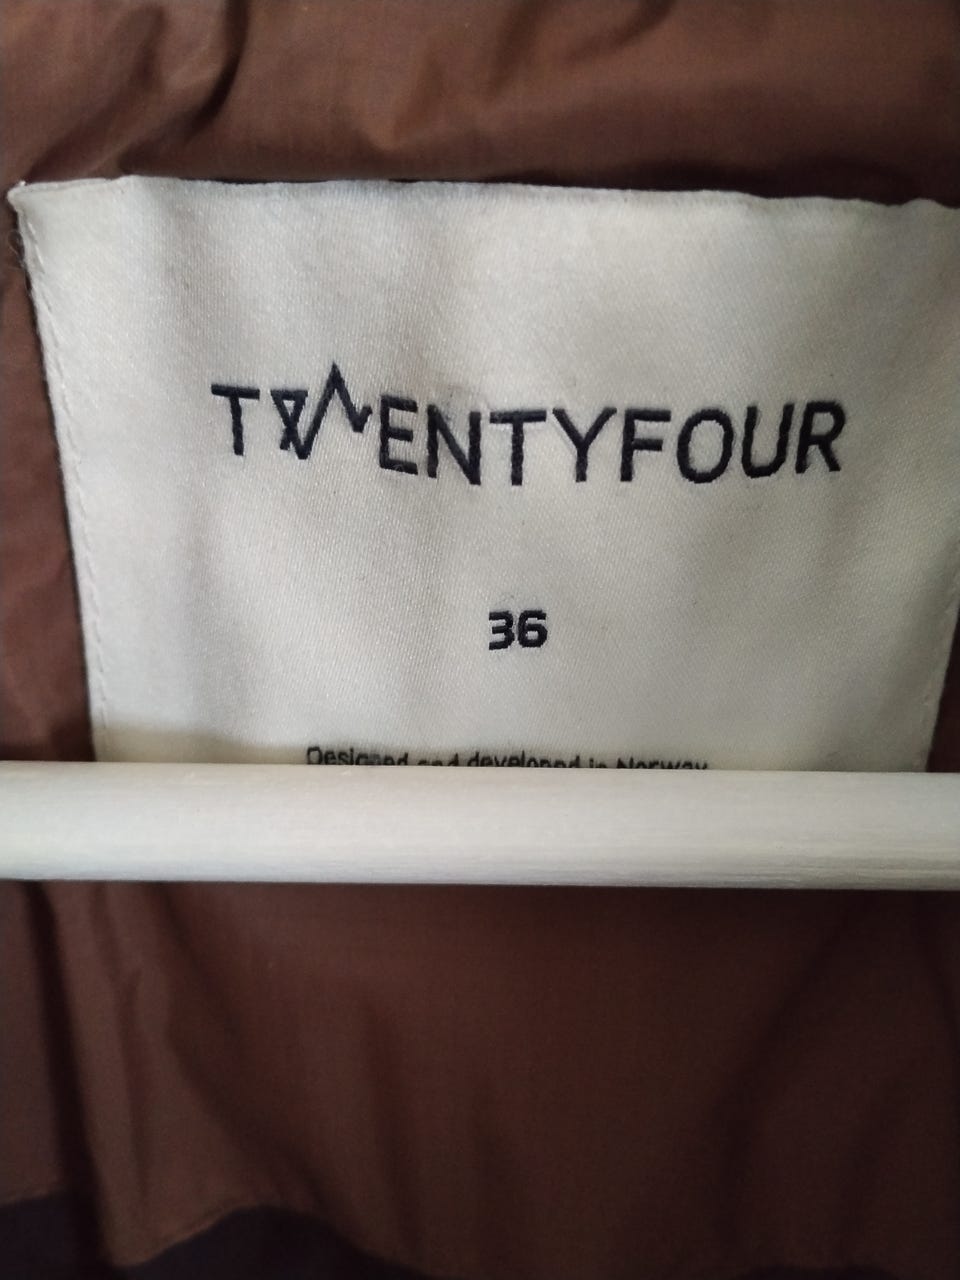 TWENTYFOUR
36
Designed and developed in Norway